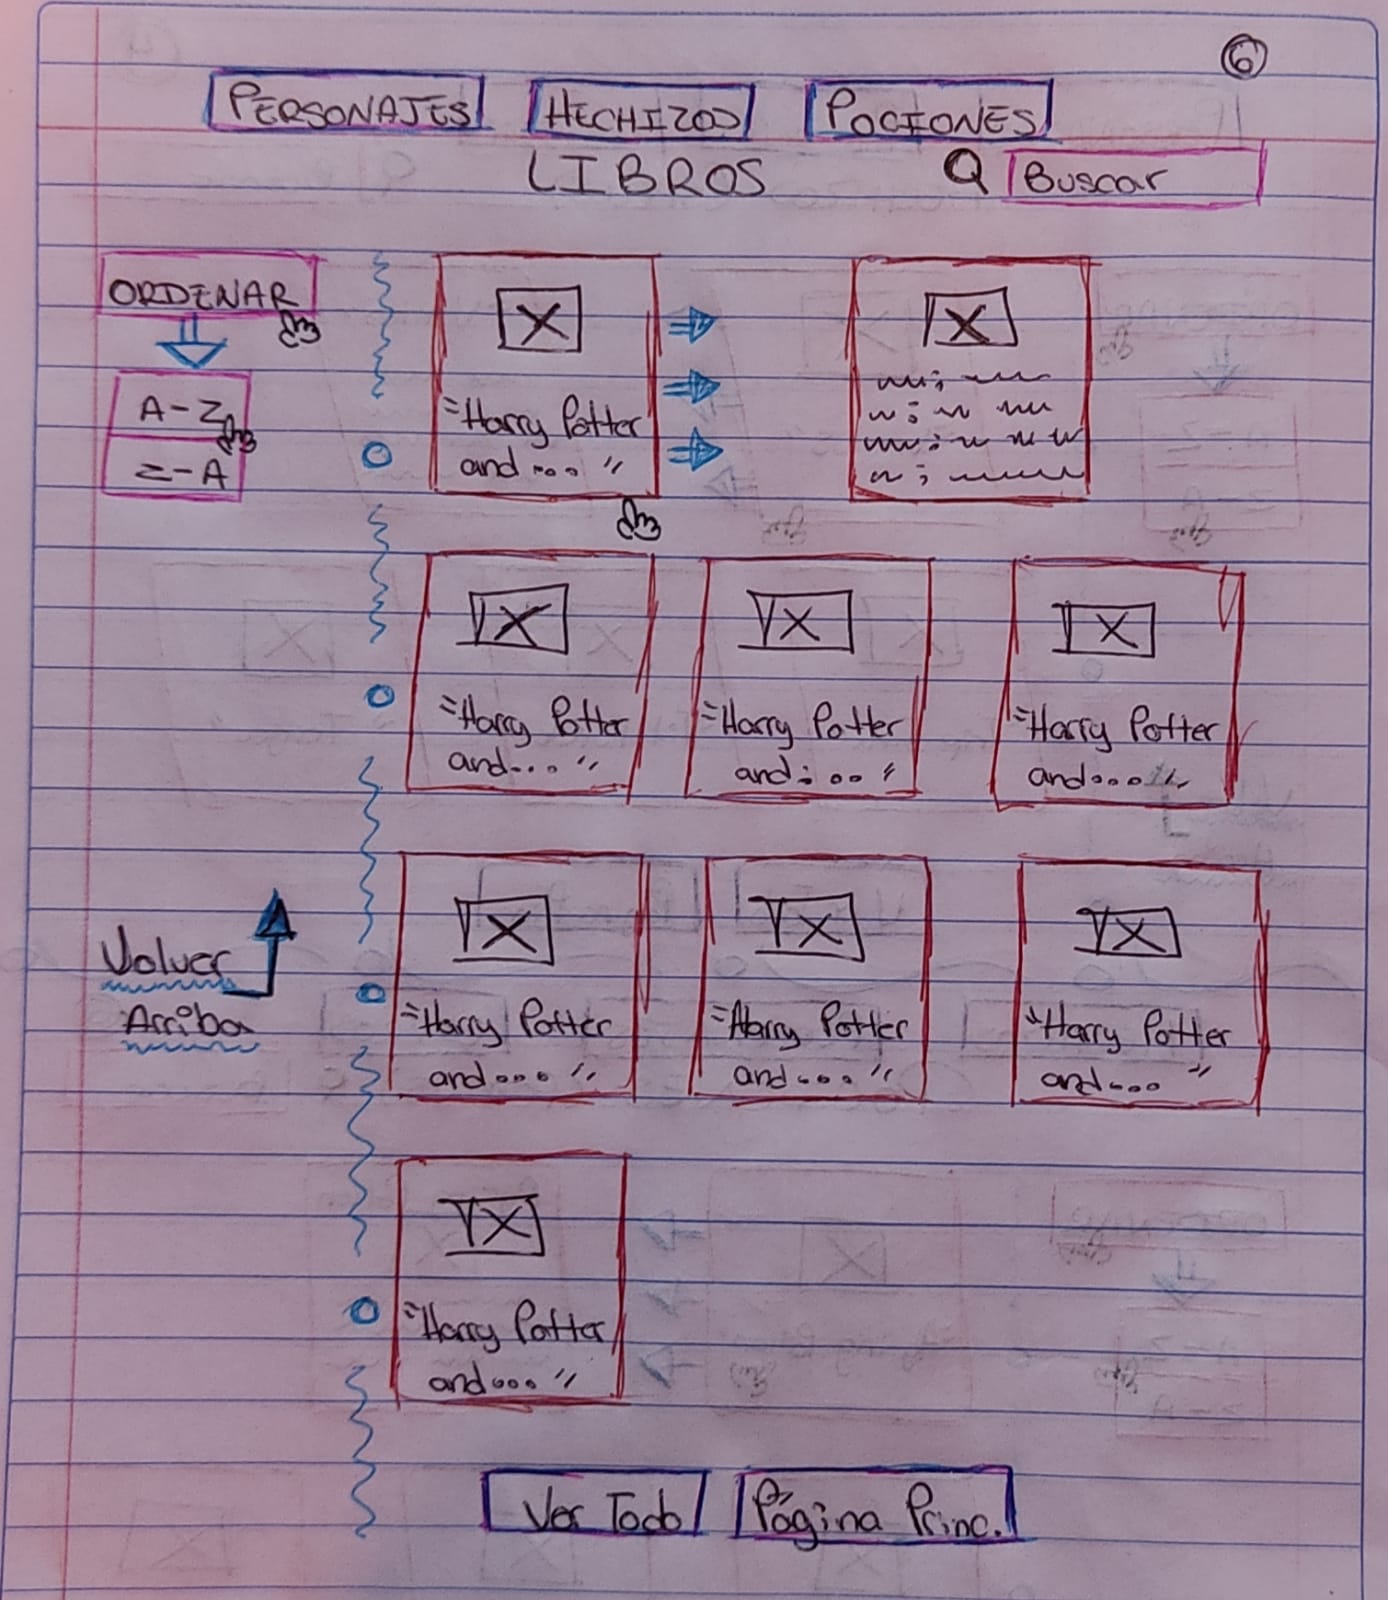 6
PERSONAJES HECHIZOS POCIONES
LIBROS Buscar
ORDENAR
A-Z
Z-A
"Harry Potter
and... "
"Harry Potter
and... "
"Harry Potter
and... "
"Harry Potter
and... "
Volver
Arriba
"Harry Potter
and... "
"Harry Potter
and... "
"Harry Potter
and... "
"Harry Potter
and... "
Ver Todo Página Princ.